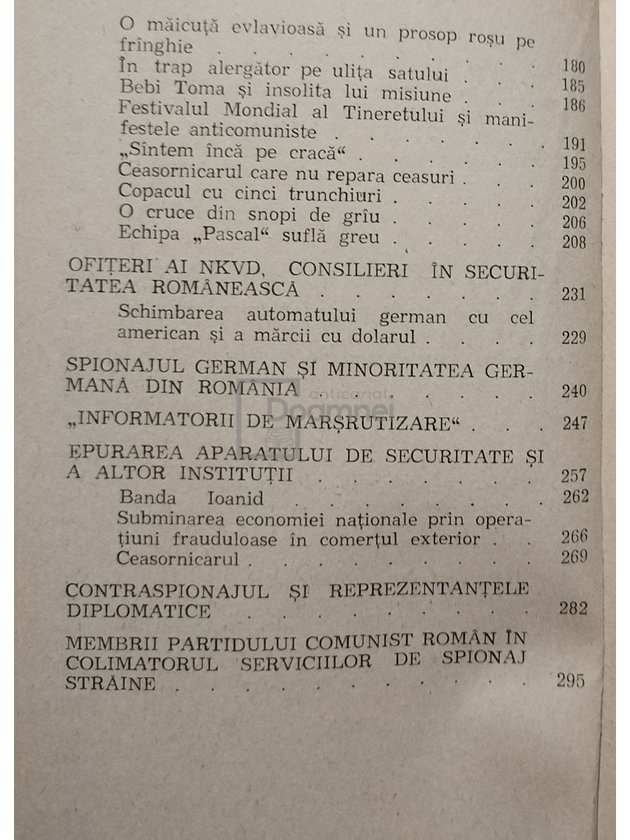 O măicuță evlavioasă și un prosop roșu pe
frînghie . . . . . . . . . . 180
În trap alergător pe ulița satului . . . 185
Bebi Toma și insolita lui misiune . . . 186
Festivalul Mondial al Tineretului și mani-
festele anticomuniste . . . . . . . 191
„Sîntem încă pe cracă“ . . . . . . 195
Ceasornicarul care nu repara ceasuri . . . 200
Copacul cu cinci trunchiuri . . . . . 202
O cruce din snopi de grîu . . . . . 206
Echipa „Pascal“ suflă greu . . . . . 208
OFIȚERI AI NKVD, CONSILIERI ÎN SECURI-
TATEA ROMÂNEASCĂ . . . . . . . 231
Schimbarea automatului german cu cel
american și a mărcii cu dolarul . . . . 229
SPIONAJUL GERMAN ȘI MINORITATEA GER-
MANĂ DIN ROMÂNIA . . . . . . . 240
anticariat
Doamnei
„INFORMATORII DE MARȘRUTIZARE“ . . . 247
EPURAREA APARATULUI DE SECURITATE ȘI
A ALTOR INSTITUȚII . . . . . . . 257
Banda Ioanid . . . . . . . . 262
Subminarea economiei naționale prin opera-
țiuni frauduloase în comerțul exterior . . 266
Ceasornicarul . . . . . . . . . 269
CONTRASPIONAJUL ȘI REPREZENTANȚELE
DIPLOMATICE . . . . . . . . . 282
MEMBRII PARTIDULUI COMUNIST ROMÂN ÎN
COLIMATORUL SERVICIILOR DE SPIONAJ
STRĂINE . . . . . . . . . . 295